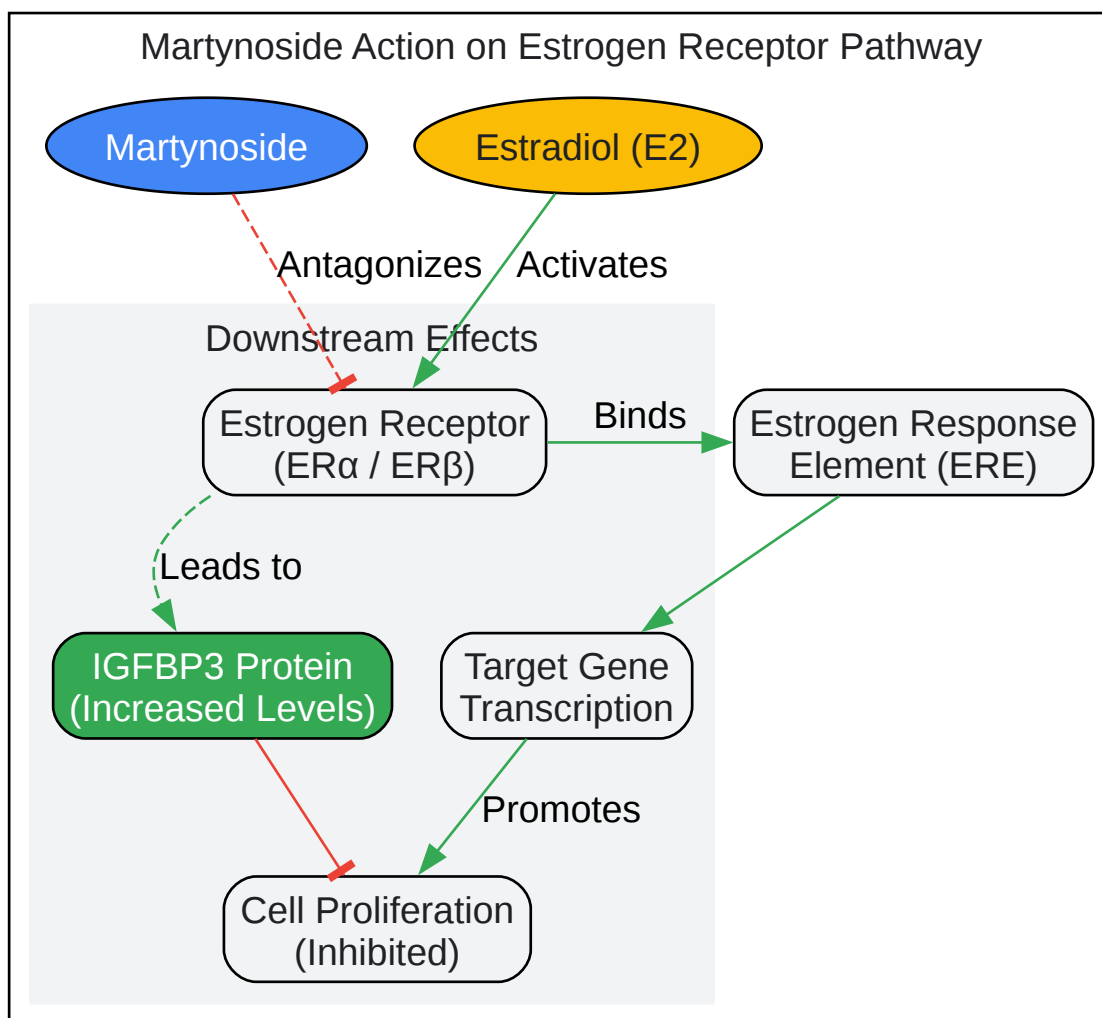 Martynoside Action on Estrogen Receptor Pathway
Martynoside
Estradiol (E2)
Antagonizes
Activates
Downstream Effects
Estrogen Receptor
(ERα / ERβ)
Binds
Estrogen Response
Element (ERE)
Leads to
IGFBP3 Protein
(Increased Levels)
Target Gene
Transcription
Promotes
Cell Proliferation
(Inhibited)